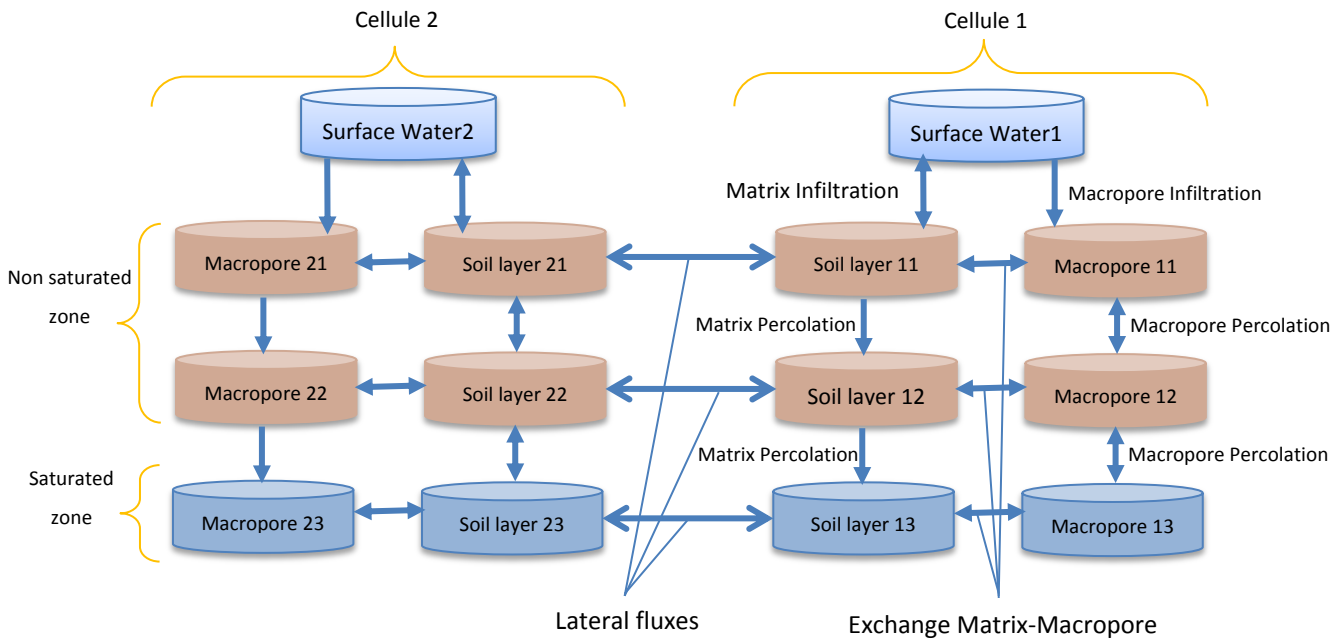 Cellule 2
Cellule 1
Surface Water2
Surface Water1
Matrix Infiltration
Macropore Infiltration
Non saturated
zone
Macropore 21
Soil layer 21
Soil layer 11
Macropore 11
Matrix Percolation
Macropore Percolation
Macropore 22
Soil layer 22
Soil layer 12
Macropore 12
Matrix Percolation
Macropore Percolation
Saturated
zone
Macropore 23
Soil layer 23
Soil layer 13
Macropore 13
Lateral fluxes
Exchange Matrix-Macropore